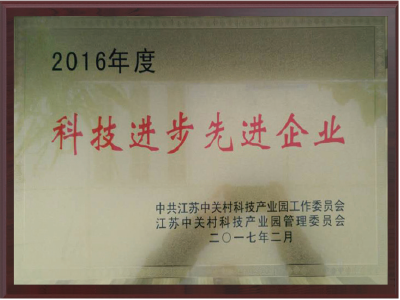 2016年度
科技进步先进企业
中共江苏中关村科技产业园工作委员会
江苏中关村科技产业园管理委员会
二〇一七年二月